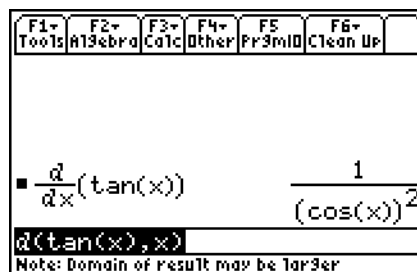 F1▾ F2▾ F3▾ F4▾ F5 F6▾
Tools Algebra Calc Other PrgmIO Clean Up
▪ d/dx(tan(x)) 1/(cos(x))²
d(tan(x),x)
Note: Domain of result may be larger